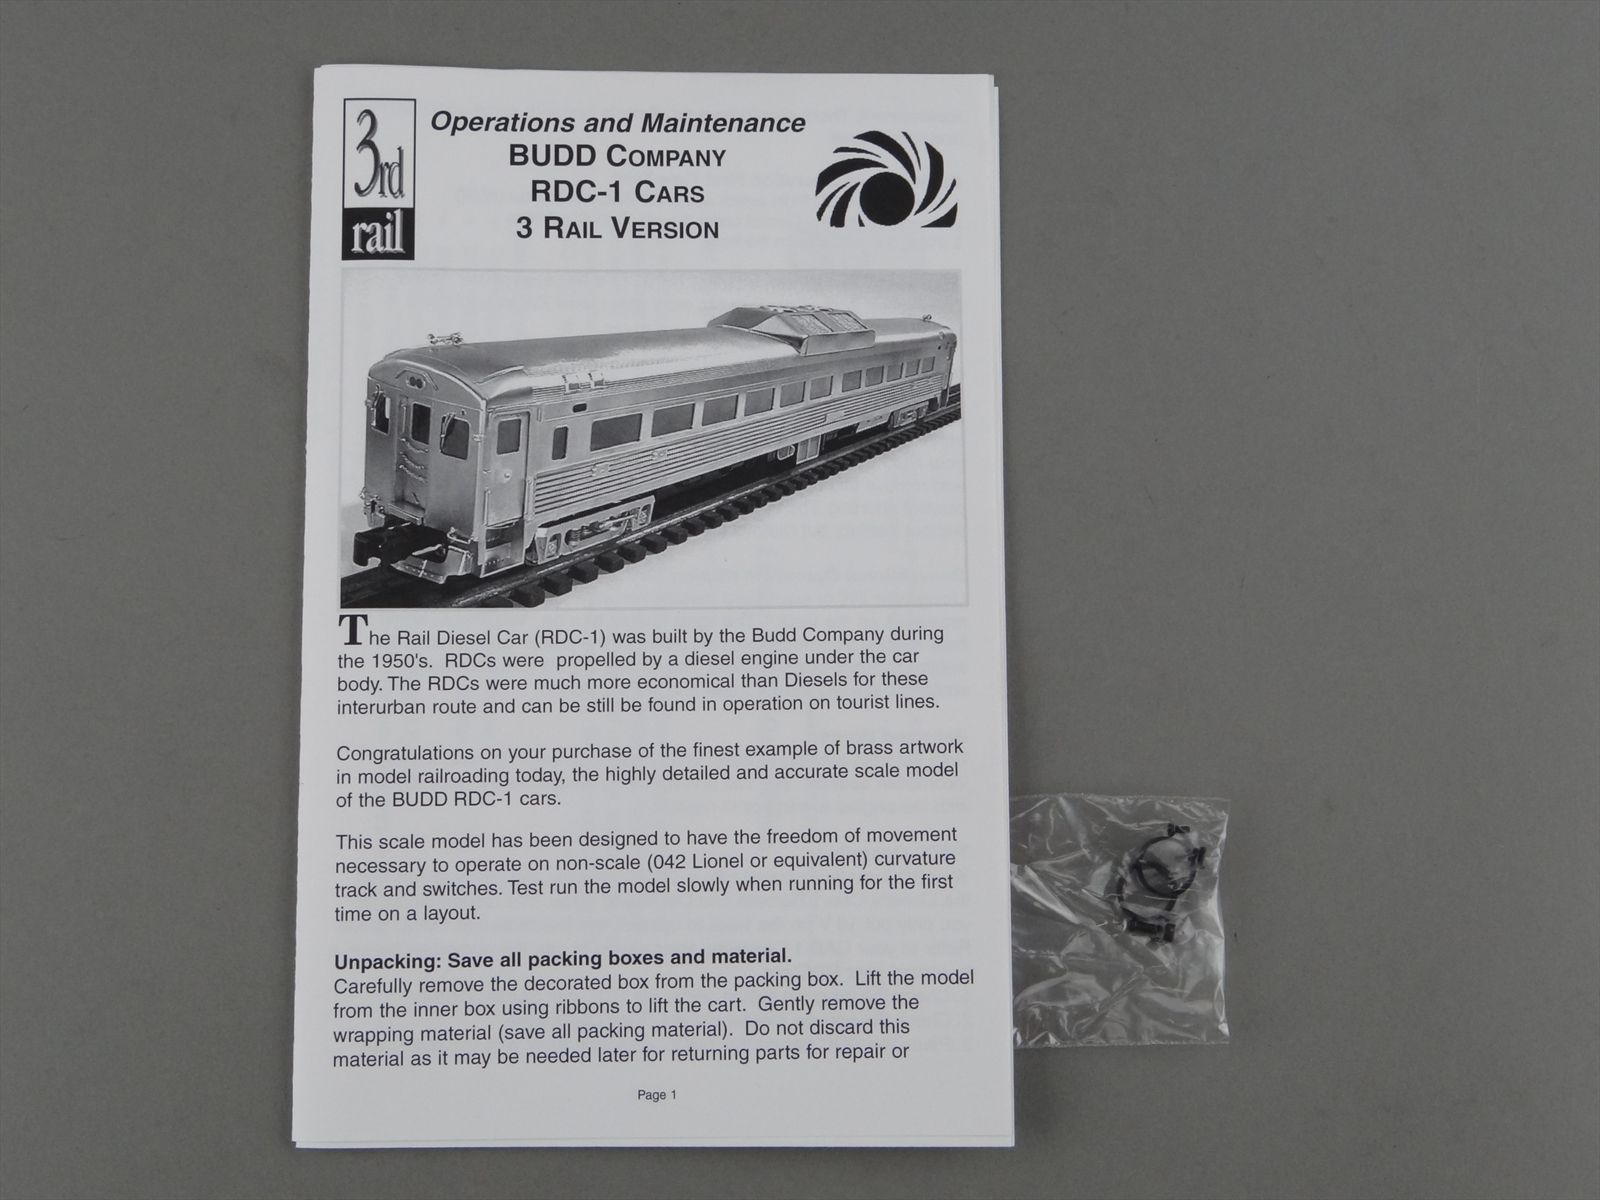 3rd
rail
Operations and Maintenance
BUDD COMPANY
RDC-1 CARS
3 RAIL VERSION
The Rail Diesel Car (RDC-1) was built by the Budd Company during
the 1950's.  RDCs were  propelled by a diesel engine under the car
body. The RDCs were much more economical than Diesels for these
interurban route and can be still be found in operation on tourist lines.
Congratulations on your purchase of the finest example of brass artwork
in model railroading today, the highly detailed and accurate scale model
of the BUDD RDC-1 cars.
This scale model has been designed to have the freedom of movement
necessary to operate on non-scale (042 Lionel or equivalent) curvature
track and switches. Test run the model slowly when running for the first
time on a layout.
Unpacking: Save all packing boxes and material.
Carefully remove the decorated box from the packing box.  Lift the model
from the inner box using ribbons to lift the cart.  Gently remove the
wrapping material (save all packing material).  Do not discard this
material as it may be needed later for returning parts for repair or
Page 1